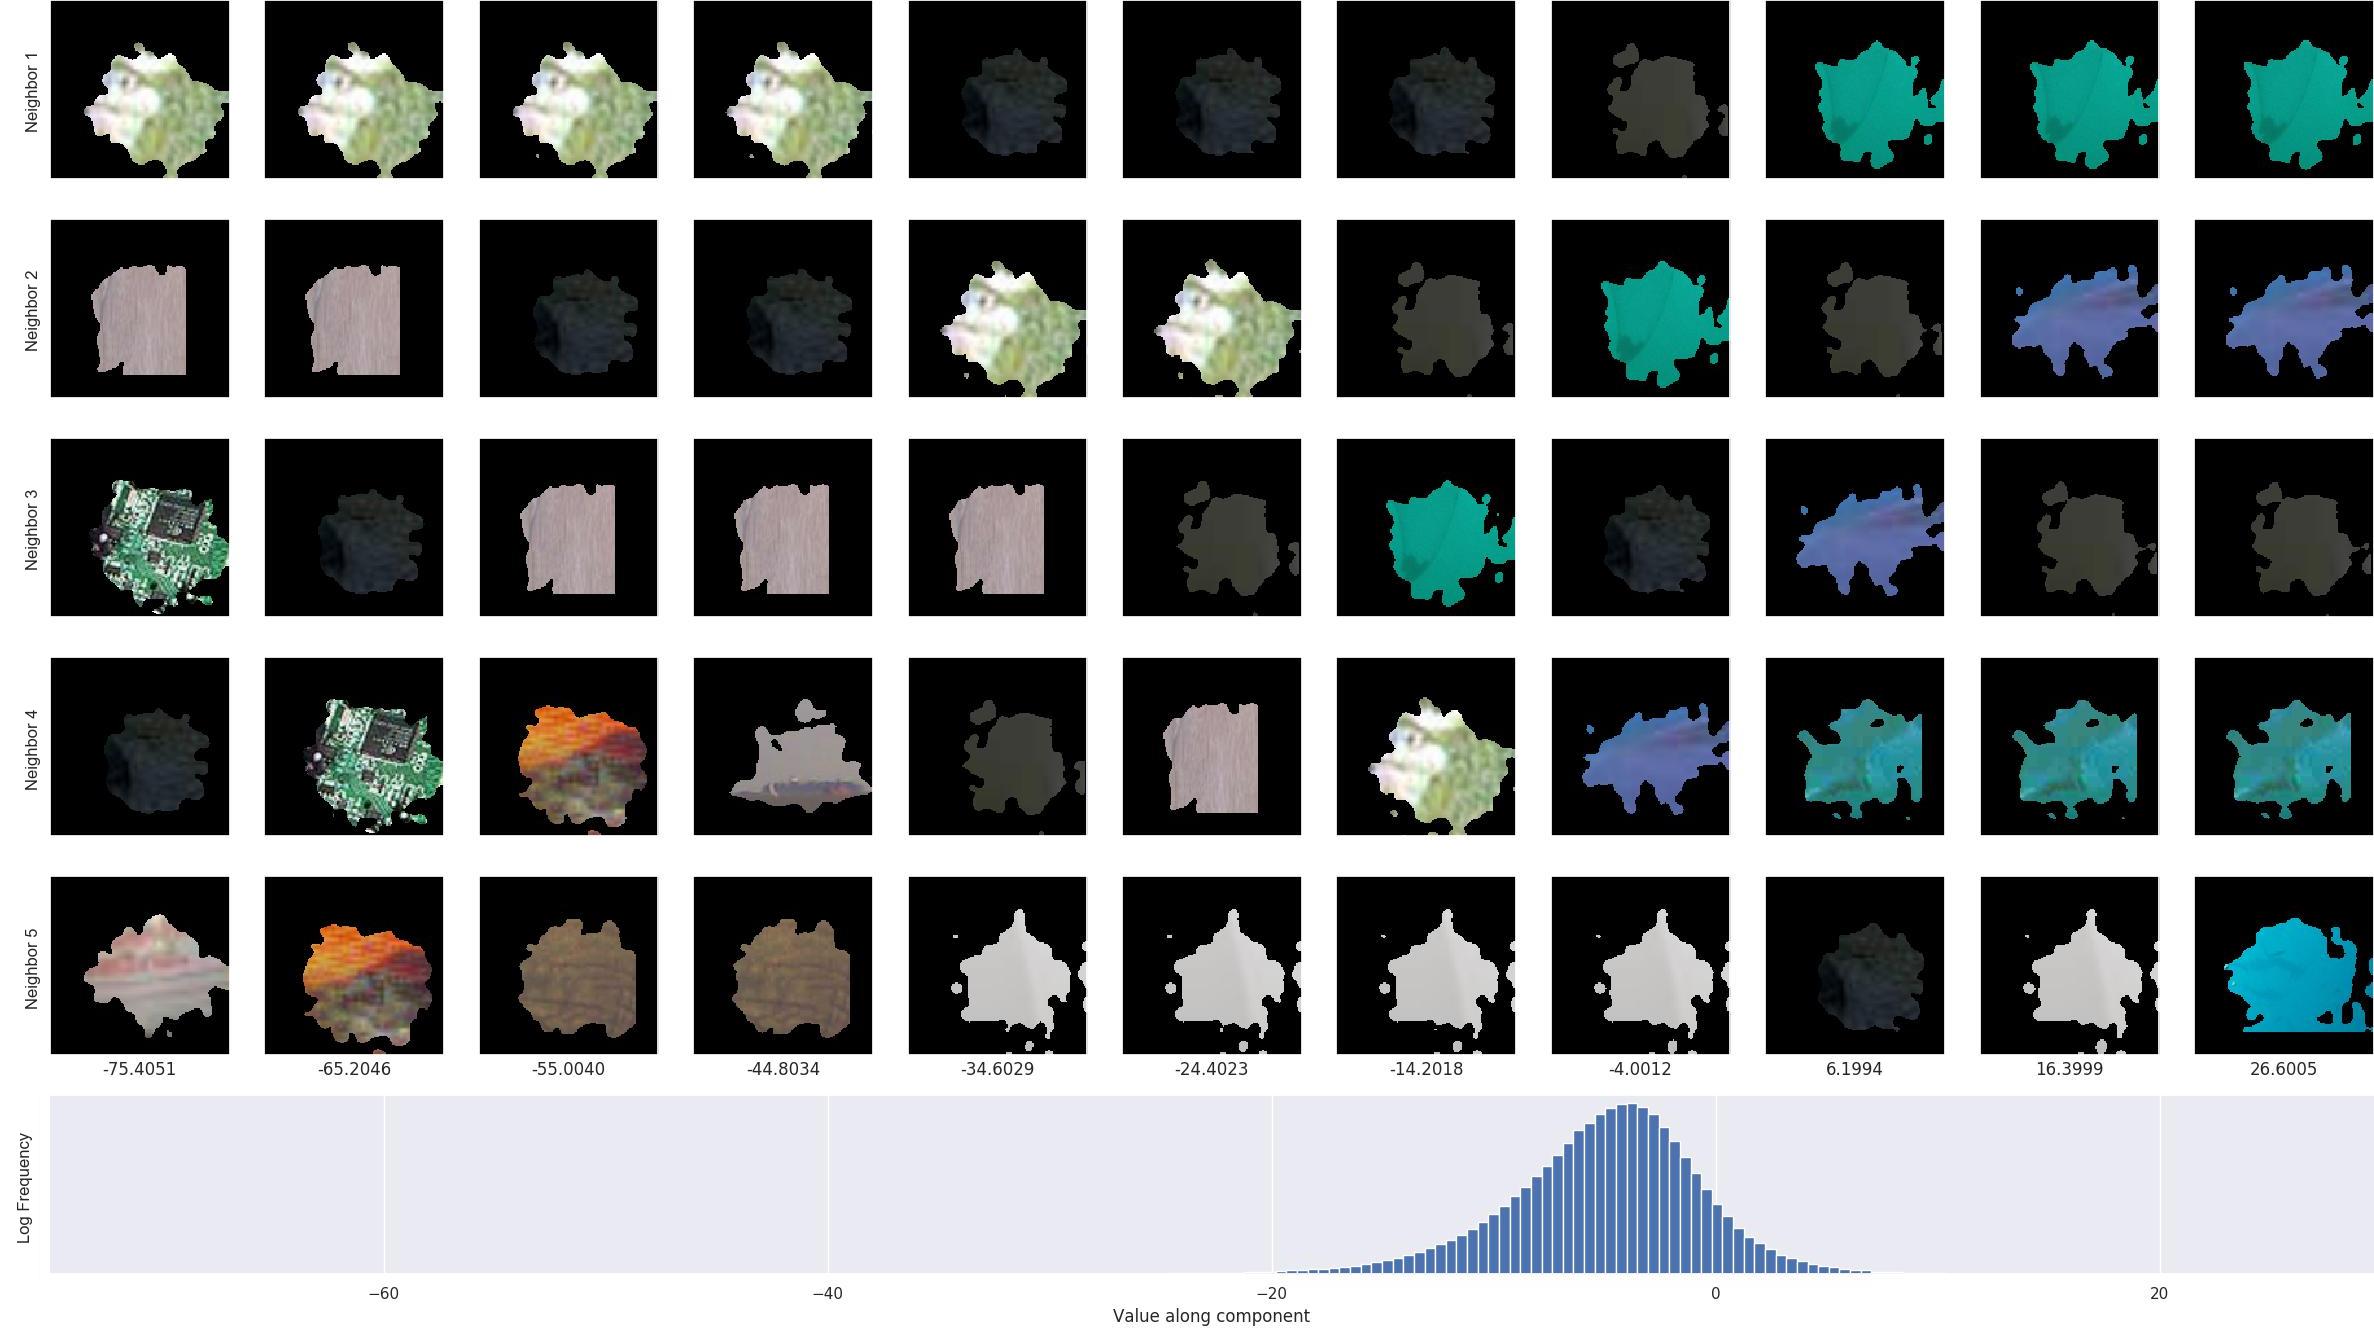 Neighbor 1
Neighbor 2
Neighbor 3
Neighbor 4
Neighbor 5
-75.4051 -65.2046 -55.0040 -44.8034 -34.6029 -24.4023 -14.2018 -4.0012 6.1994 16.3999 26.6005
Log Frequency
−60 −40 −20 0 20
Value along component